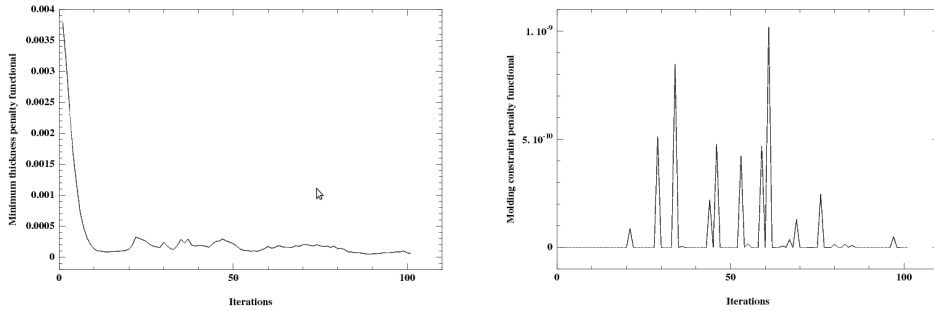 0.004
0.0035
0.003
0.0025
0.002
0.0015
0.001
0.0005
0
Minimum thickness penalty functional
0 50 100
Iterations
1. 10⁻⁹
5. 10⁻¹⁰
0
Molding constraint penalty functional
0 50 100
Iterations